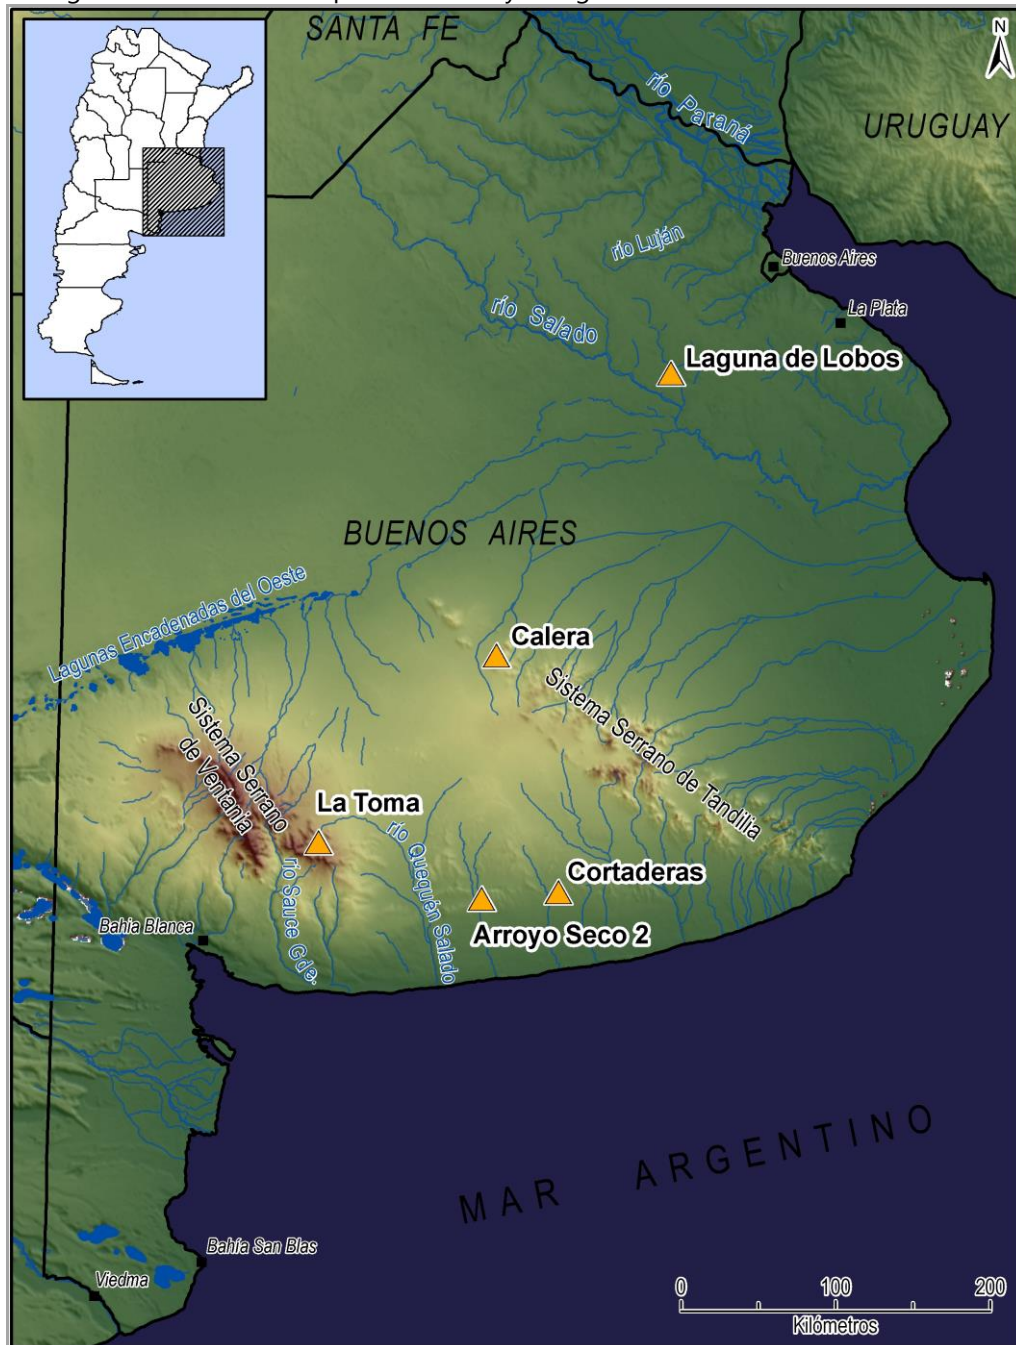 SANTA FE
N
río Paraná
URUGUAY
río Luján
Buenos Aires
río Salado
La Plata
Laguna de Lobos
BUENOS AIRES
Lagunas Encadenadas del Oeste
Calera
Sistema Serrano de Tandilia
Sistema Serrano
de Ventania
La Toma
río Quequén Salado
Cortaderas
río Sauce Gde.
Arroyo Seco 2
Bahia Blanca
MAR ARGENTINO
Bahía San Blas
Viedma
0 100 200
Kilómetros